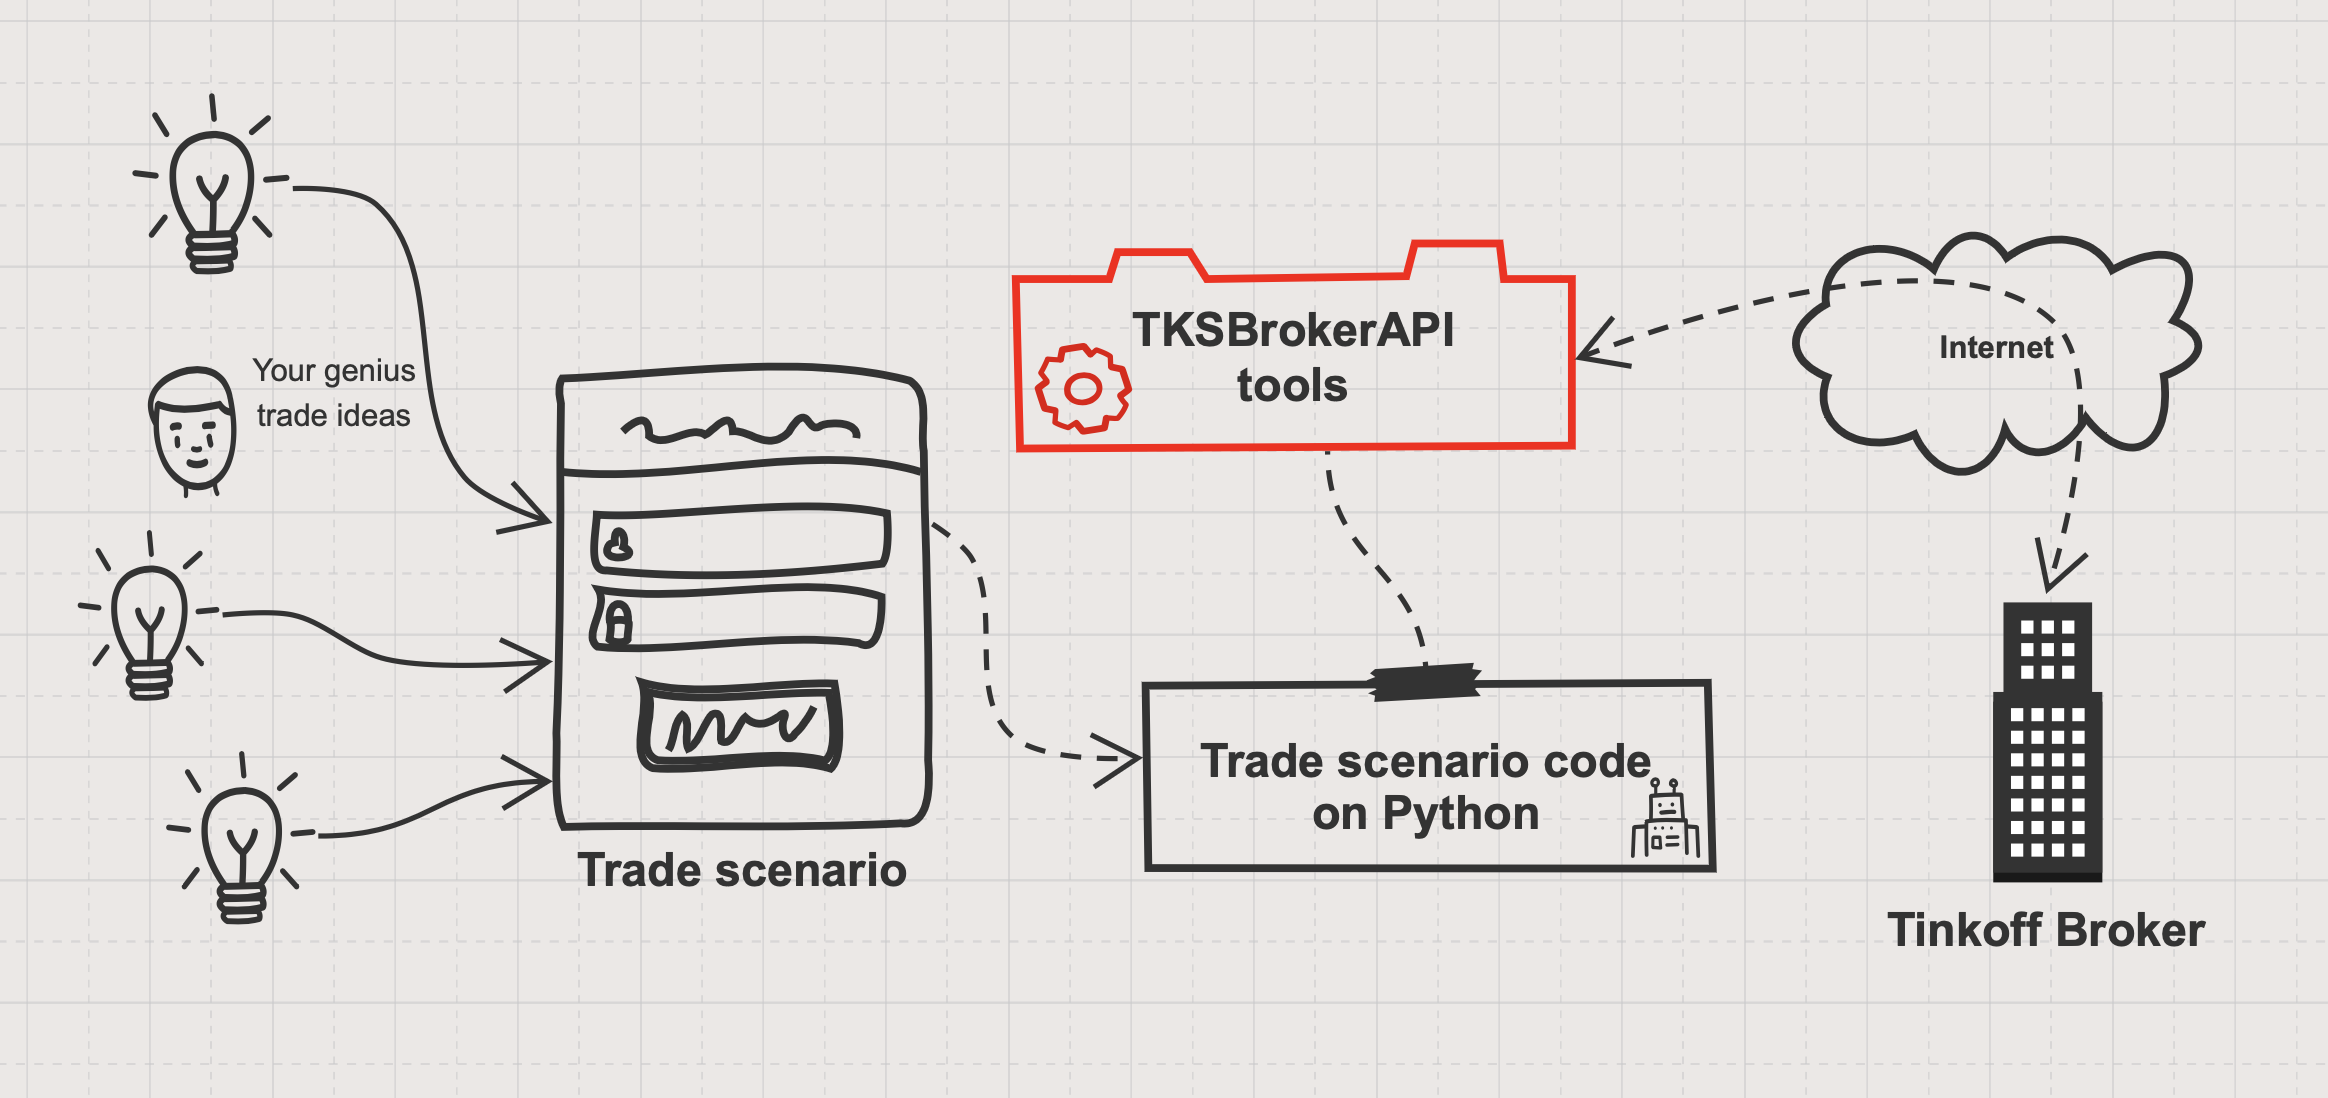 Your genius
trade ideas
Trade scenario
TKSBrokerAPI
tools
Trade scenario code
on Python
Internet
Tinkoff Broker